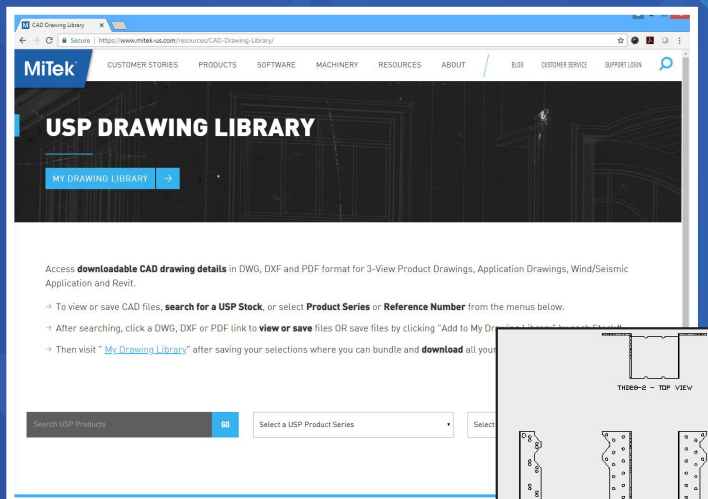 CAD Drawing Library
Secure
https://www.mitek-us.com/resources/CAD-Drawing-Library/
MiTek
CUSTOMER STORIES PRODUCTS SOFTWARE MACHINERY RESOURCES ABOUT BLOG CUSTOMER SERVICE SUPPORT LOGIN
USP DRAWING LIBRARY
MY DRAWING LIBRARY →
Access downloadable CAD drawing details in DWG, DXF and PDF format for 3-View Product Drawings, Application Drawings, Wind/Seismic
Application and Revit.
→ To view or save CAD files, search for a USP Stock, or select Product Series or Reference Number from the menus below.
→ After searching, click a DWG, DXF or PDF link to view or save files OR save files by clicking "Add to My Drawing Library" by each Stock#
→ Then visit " My Drawing Library" after saving your selections where you can bundle and download all your
THD28-2 - TOP VIEW
Search USP Products GO Select a USP Product Series Select